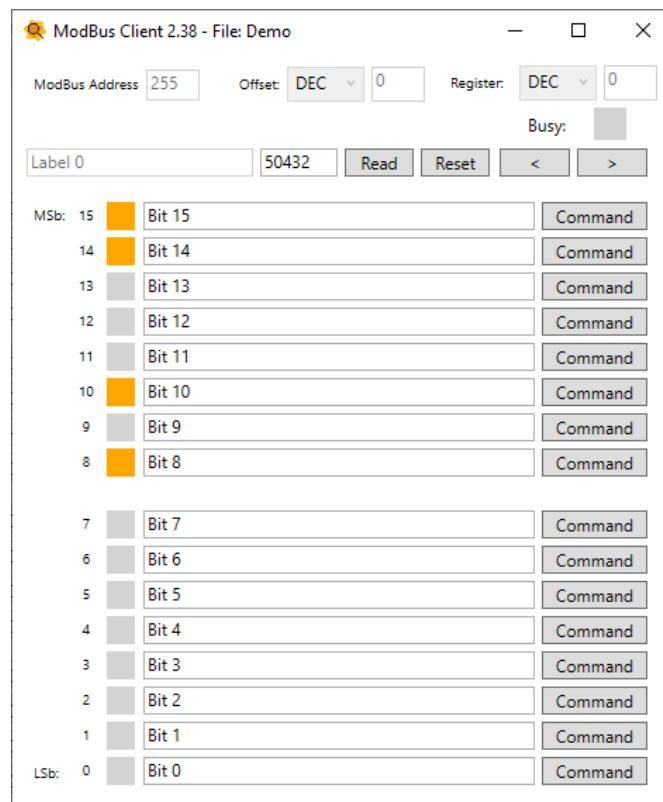 ModBus Client 2.38 - File: Demo
ModBus Address 255 Offset: DEC 0 Register: DEC 0
Busy:
Label 0 50432 Read Reset < >
MSb: 15 Bit 15 Command
14 Bit 14 Command
13 Bit 13 Command
12 Bit 12 Command
11 Bit 11 Command
10 Bit 10 Command
9 Bit 9 Command
8 Bit 8 Command
7 Bit 7 Command
6 Bit 6 Command
5 Bit 5 Command
4 Bit 4 Command
3 Bit 3 Command
2 Bit 2 Command
1 Bit 1 Command
LSb: 0 Bit 0 Command